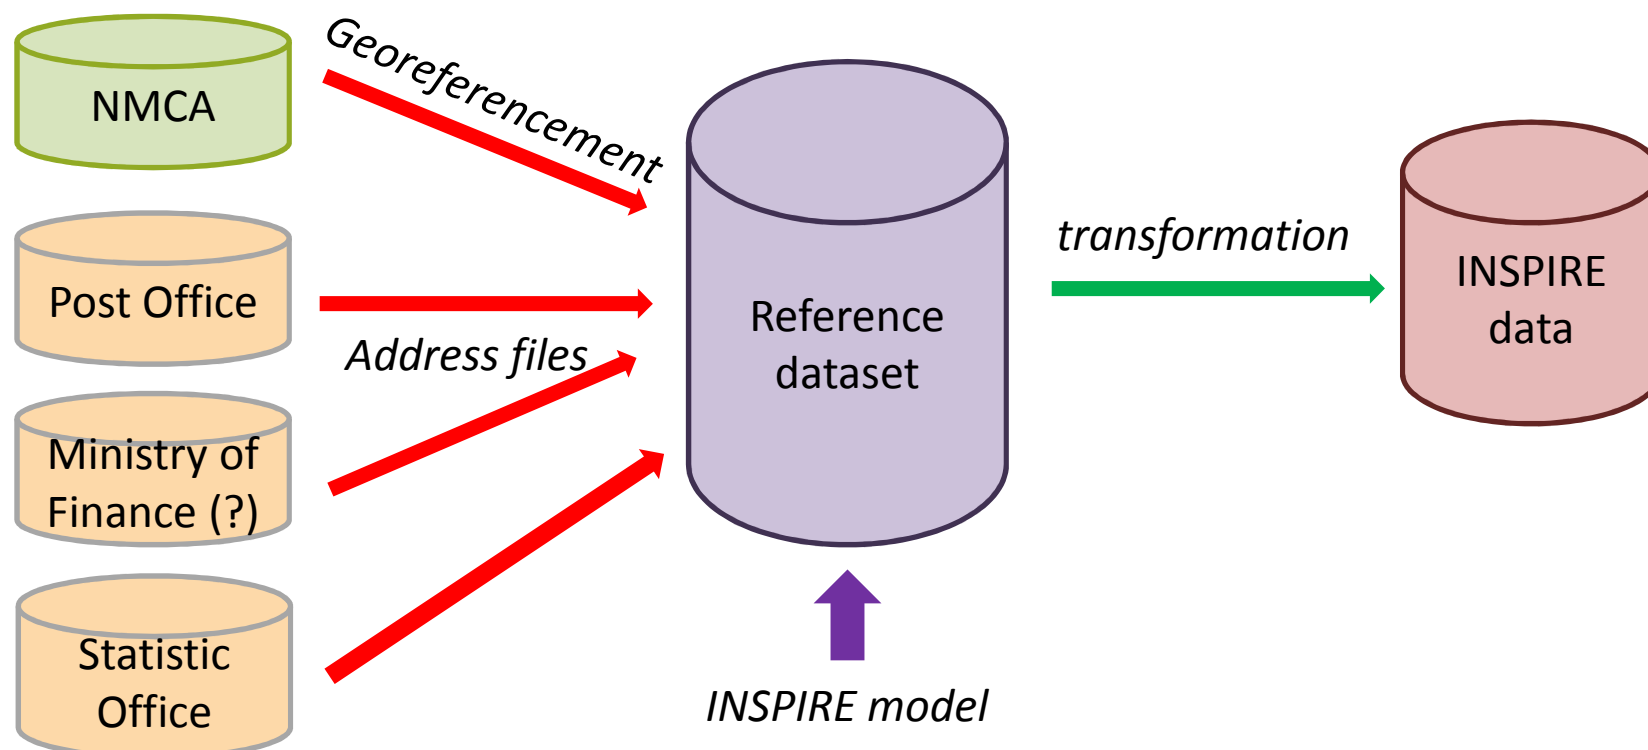 NMCA
Georeferencement
Post Office
Address files
Ministry of
Finance (?)
Statistic
Office
Reference
dataset
INSPIRE model
transformation
INSPIRE
data